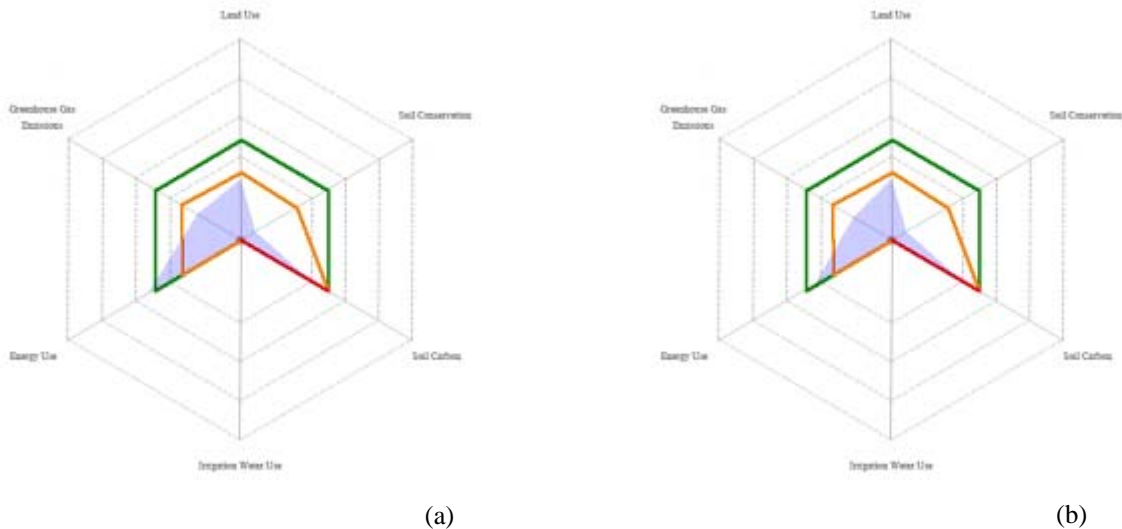 Land Use
Land Use
Greenhouse Gas
Emissions
Soil Conservation
Greenhouse Gas
Emissions
Soil Conservation
Energy Use
Soil Carbon
Energy Use
Soil Carbon
Irrigation Water Use
Irrigation Water Use
(a)
(b)